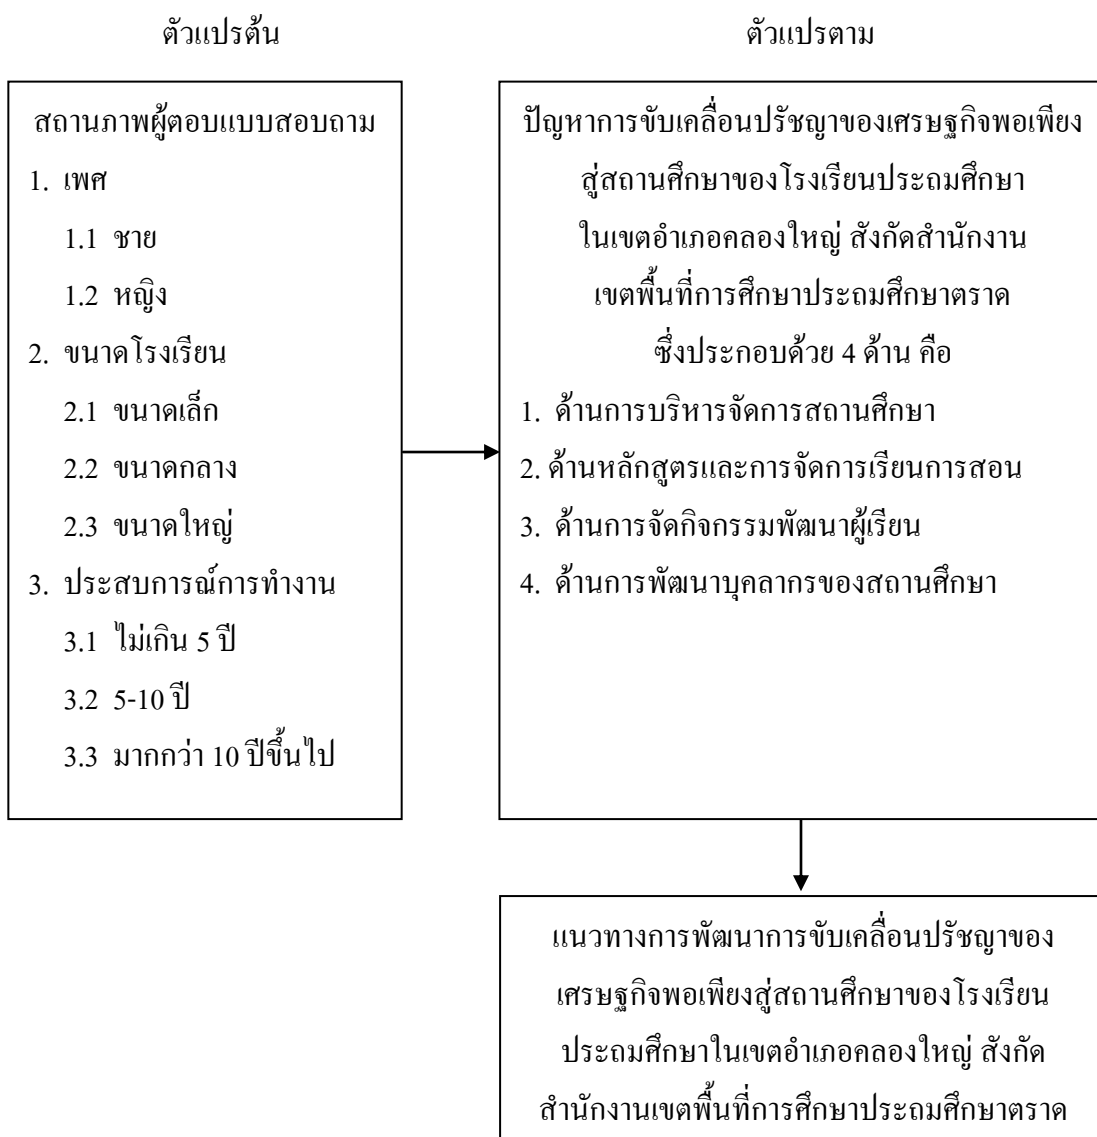 ตัวแปรต้น
ตัวแปรตาม
สถานภาพผู้ตอบแบบสอบถาม
1. เพศ
1.1 ชาย
1.2 หญิง
2. ขนาดโรงเรียน
2.1 ขนาดเล็ก
2.2 ขนาดกลาง
2.3 ขนาดใหญ่
3. ประสบการณ์การทำงาน
3.1 ไม่เกิน 5 ปี
3.2 5-10 ปี
3.3 มากกว่า 10 ปีขึ้นไป
ปัญหาการขับเคลื่อนปรัชญาของเศรษฐกิจพอเพียง
สู่สถานศึกษาของโรงเรียนประถมศึกษา
ในเขตอำเภอคลองใหญ่ สังกัดสำนักงาน
เขตพื้นที่การศึกษาประถมศึกษาตราด
ซึ่งประกอบด้วย 4 ด้าน คือ
1. ด้านการบริหารจัดการสถานศึกษา
2. ด้านหลักสูตรและการจัดการเรียนการสอน
3. ด้านการจัดกิจกรรมพัฒนาผู้เรียน
4. ด้านการพัฒนาบุคลากรของสถานศึกษา
แนวทางการพัฒนาการขับเคลื่อนปรัชญาของ
เศรษฐกิจพอเพียงสู่สถานศึกษาของโรงเรียน
ประถมศึกษาในเขตอำเภอคลองใหญ่ สังกัด
สำนักงานเขตพื้นที่การศึกษาประถมศึกษาตราด